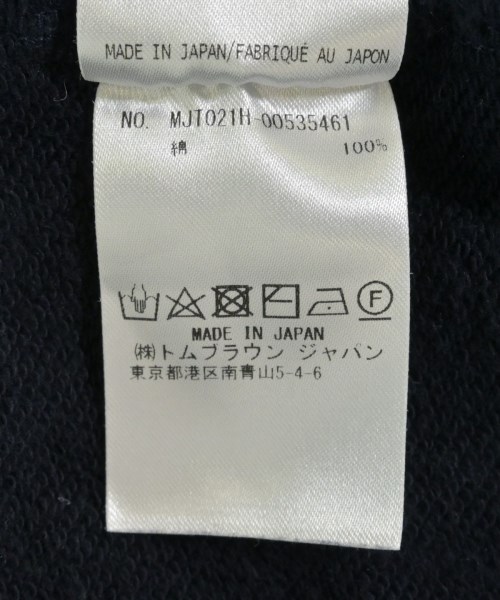 MADE IN JAPAN/FABRIQUÉ AU JAPON
NO. MJT021H-00535461
綿 100%
F
MADE IN JAPAN
㈱トムブラウン ジャパン
東京都港区南青山5-4-6